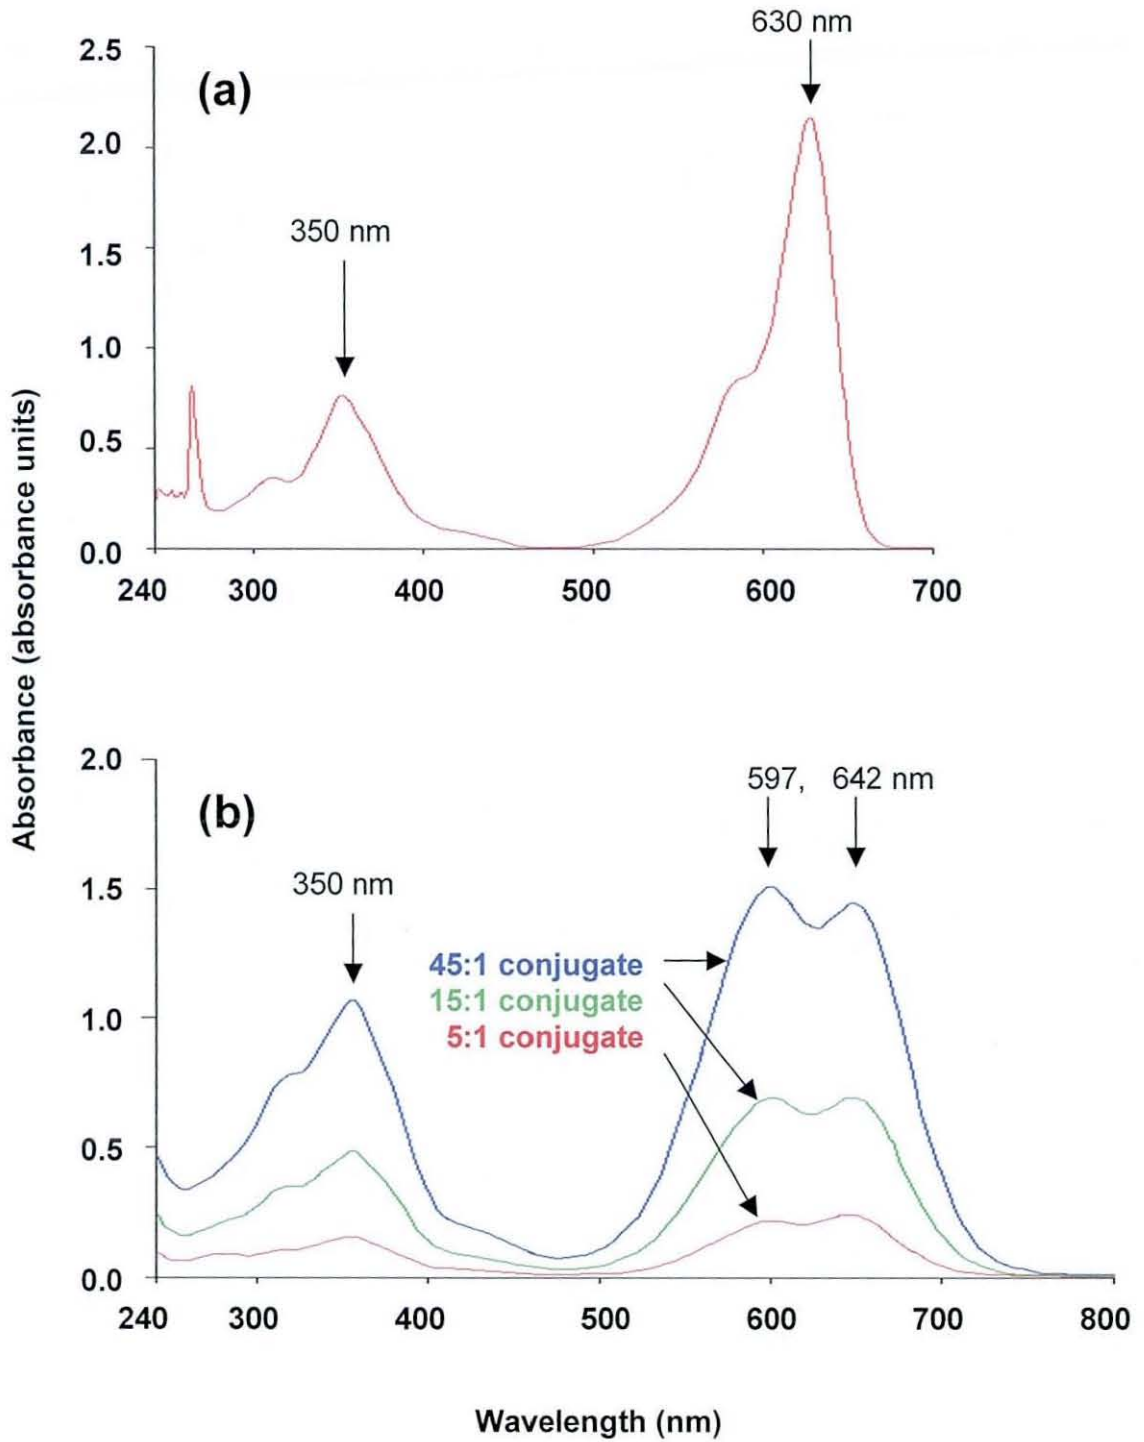 630 nm
2.5
(a)
2.0
350 nm
1.5
1.0
0.5
0.0
240 300 400 500 600 700
Absorbance (absorbance units)
2.0
597, 642 nm
(b)
350 nm
1.5
45:1 conjugate
15:1 conjugate
1.0
5:1 conjugate
0.5
0.0
240 300 400 500 600 700 800
Wavelength (nm)